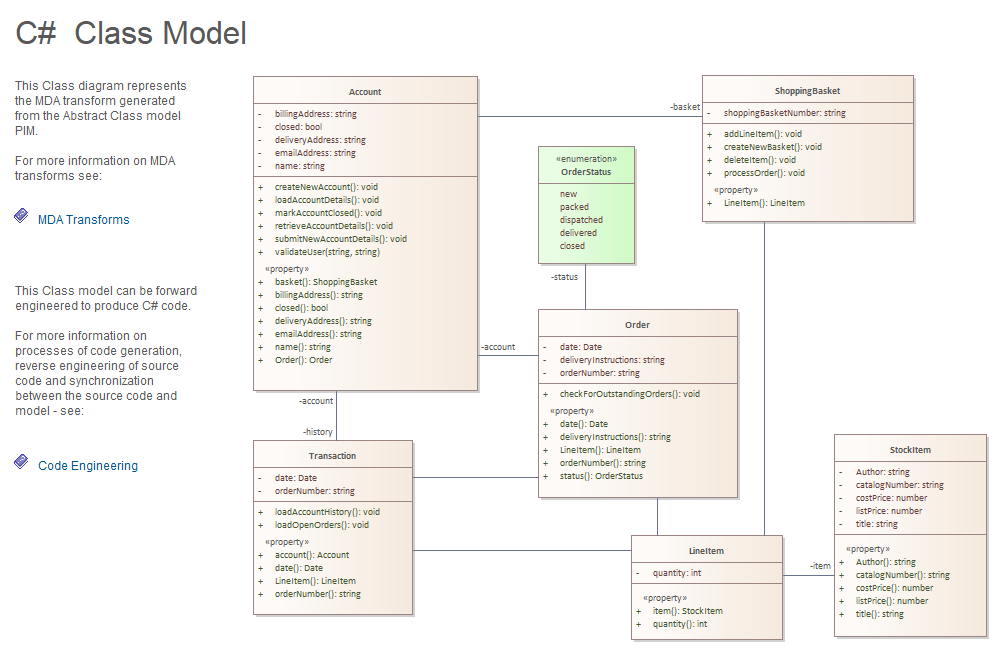 C#  Class Model
This Class diagram represents
the MDA transform generated
from the Abstract Class model
PIM.
For more information on MDA
transforms see:
MDA Transforms
This Class model can be forward
engineered to produce C# code.
For more information on
processes of code generation,
reverse engineering of source
code and synchronization
between the source code and
model - see:
Code Engineering
Account
- billingAddress: string
- closed: bool
- deliveryAddress: string
- emailAddress: string
- name: string
+ createNewAccount(): void
+ loadAccountDetails(): void
+ markAccountClosed(): void
+ retrieveAccountDetails(): void
+ submitNewAccountDetails(): void
+ validateUser(string, string)
«property»
+ basket(): ShoppingBasket
+ billingAddress(): string
+ closed(): bool
+ deliveryAddress(): string
+ emailAddress(): string
+ name(): string
+ Order(): Order
-basket
ShoppingBasket
- shoppingBasketNumber: string
+ addLineItem(): void
+ createNewBasket(): void
+ deleteItem(): void
+ processOrder(): void
«property»
+ LineItem(): LineItem
«enumeration»
OrderStatus
new
packed
dispatched
delivered
closed
-status
-account
Order
- date: Date
- deliveryInstructions: string
- orderNumber: string
+ checkForOutstandingOrders(): void
«property»
+ date(): Date
+ deliveryInstructions(): string
+ LineItem(): LineItem
+ orderNumber(): string
+ status(): OrderStatus
-account
-history
Transaction
- date: Date
- orderNumber: string
+ loadAccountHistory(): void
+ loadOpenOrders(): void
«property»
+ account(): Account
+ date(): Date
+ LineItem(): LineItem
+ orderNumber(): string
LineItem
- quantity: int
«property»
+ item(): StockItem
+ quantity(): int
-item
StockItem
- Author: string
- catalogNumber: string
- costPrice: number
- listPrice: number
- title: string
«property»
+ Author(): string
+ catalogNumber(): string
+ costPrice(): number
+ listPrice(): number
+ title(): string